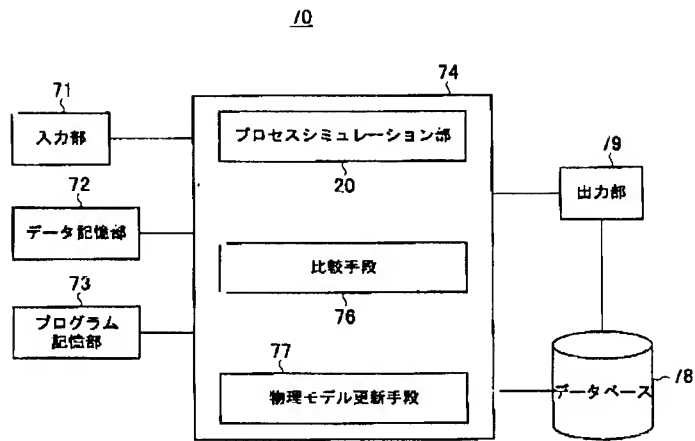 70
71
入力部
72
データ記憶部
73
プログラム
記憶部
74
プロセスシミュレーション部
20
比較手段
76
77
物理モデル更新手段
79
出力部
データベース
78